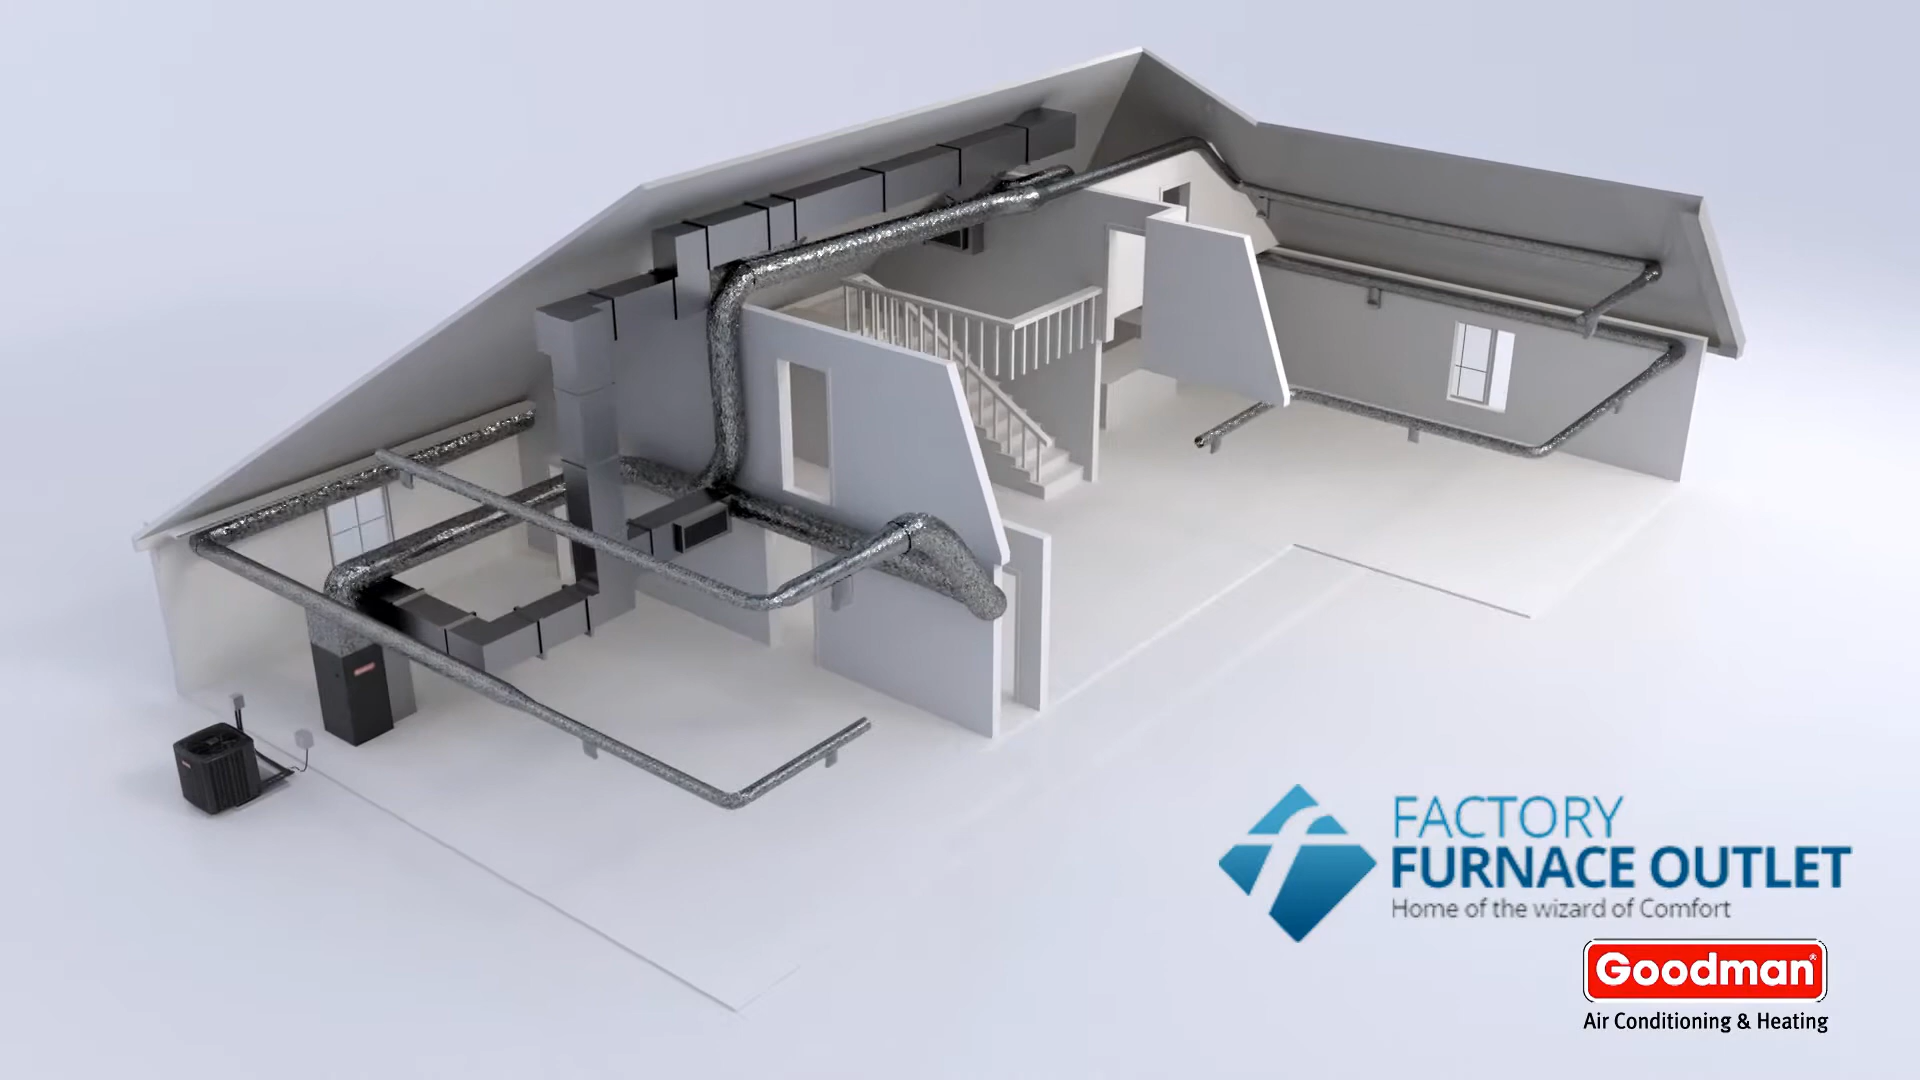 FACTORY
FURNACE OUTLET
Home of the wizard of Comfort
Goodman®
Air Conditioning & Heating